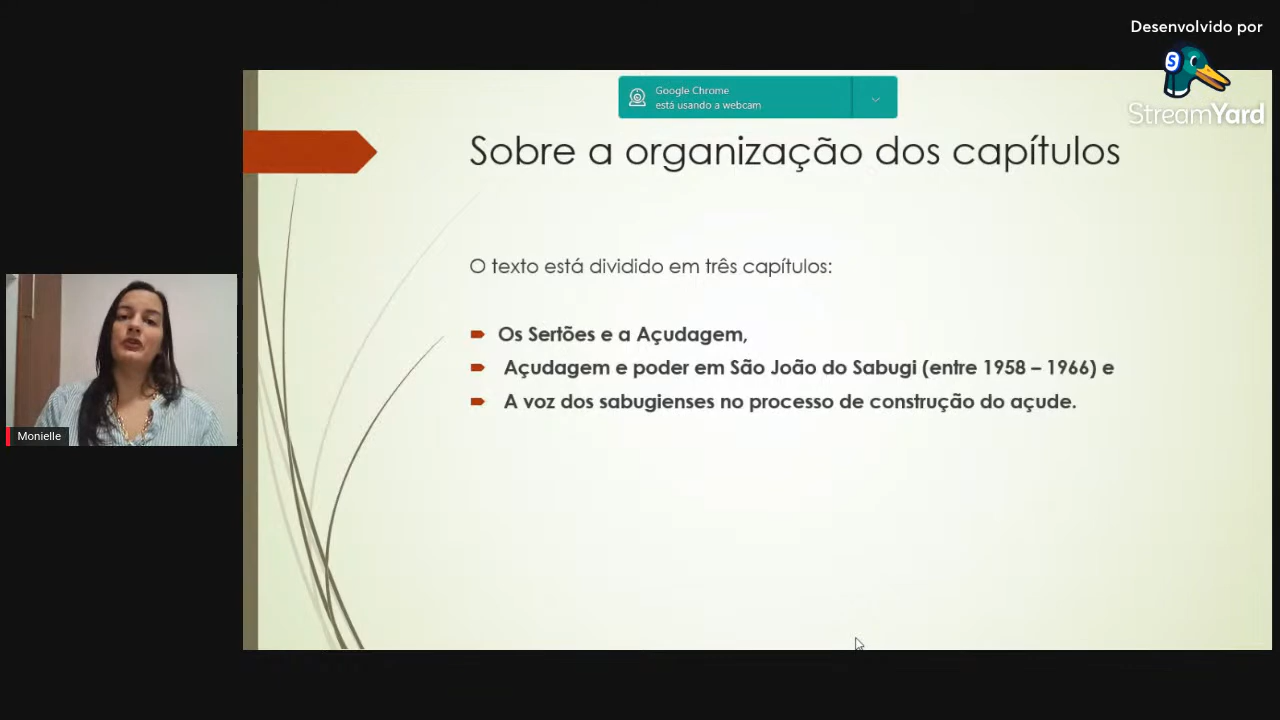 Desenvolvido por
StreamYard
Google Chrome
está usando a webcam
Sobre a organização dos capítulos
O texto está dividido em três capítulos:
Os Sertões e a Açudagem,
Açudagem e poder em São João do Sabugi (entre 1958 – 1966) e
A voz dos sabugienses no processo de construção do açude.
Monielle